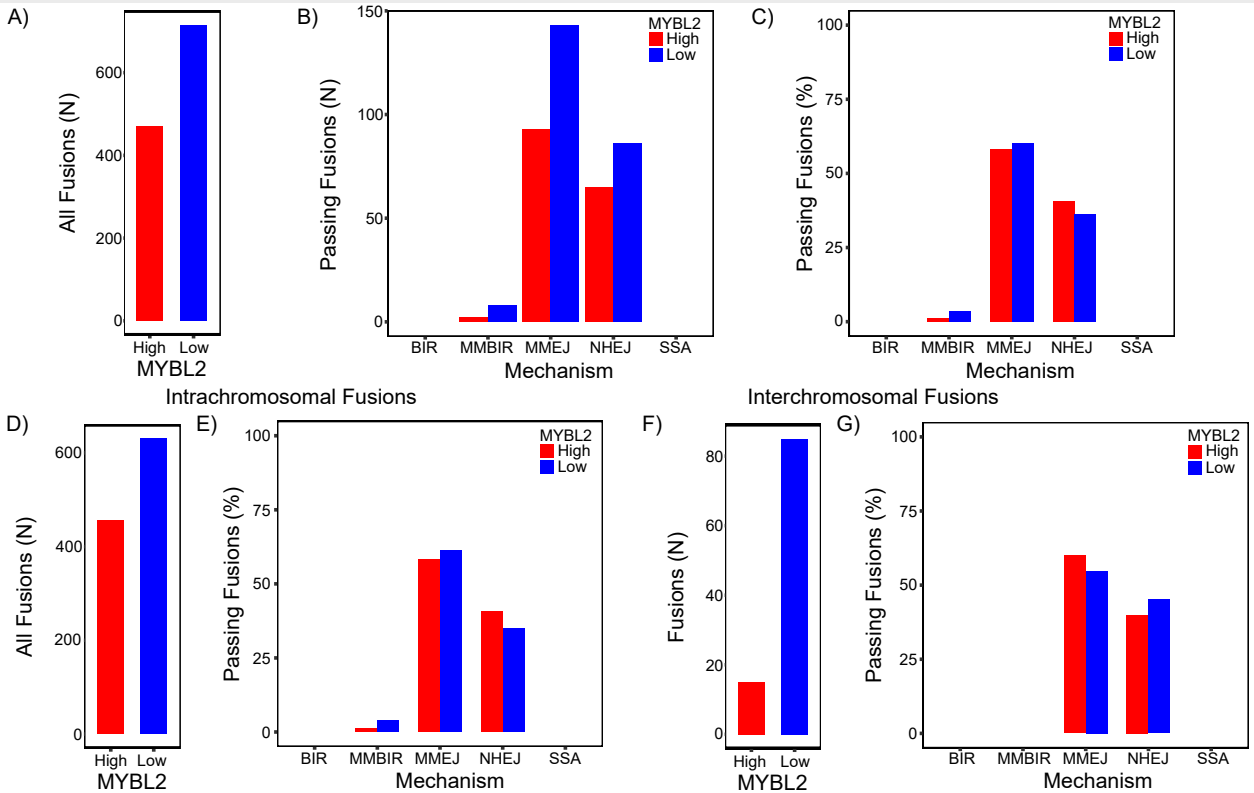 A)
All Fusions (N)
600
400
200
0
High Low
MYBL2
B)
Passing Fusions (N)
150
100
50
0
MYBL2
High
Low
BIR MMBIR MMEJ NHEJ SSA
Mechanism
C)
Passing Fusions (%)
100
75
50
25
0
MYBL2
High
Low
BIR MMBIR MMEJ NHEJ SSA
Mechanism
Intrachromosomal Fusions
D)
All Fusions (N)
600
400
200
0
High Low
MYBL2
E)
Passing Fusions (%)
100
75
50
25
0
MYBL2
High
Low
BIR MMBIR MMEJ NHEJ SSA
Mechanism
Interchromosomal Fusions
F)
Fusions (N)
80
60
40
20
0
High Low
MYBL2
G)
Passing Fusions (%)
100
75
50
25
0
MYBL2
High
Low
BIR MMBIR MMEJ NHEJ SSA
Mechanism